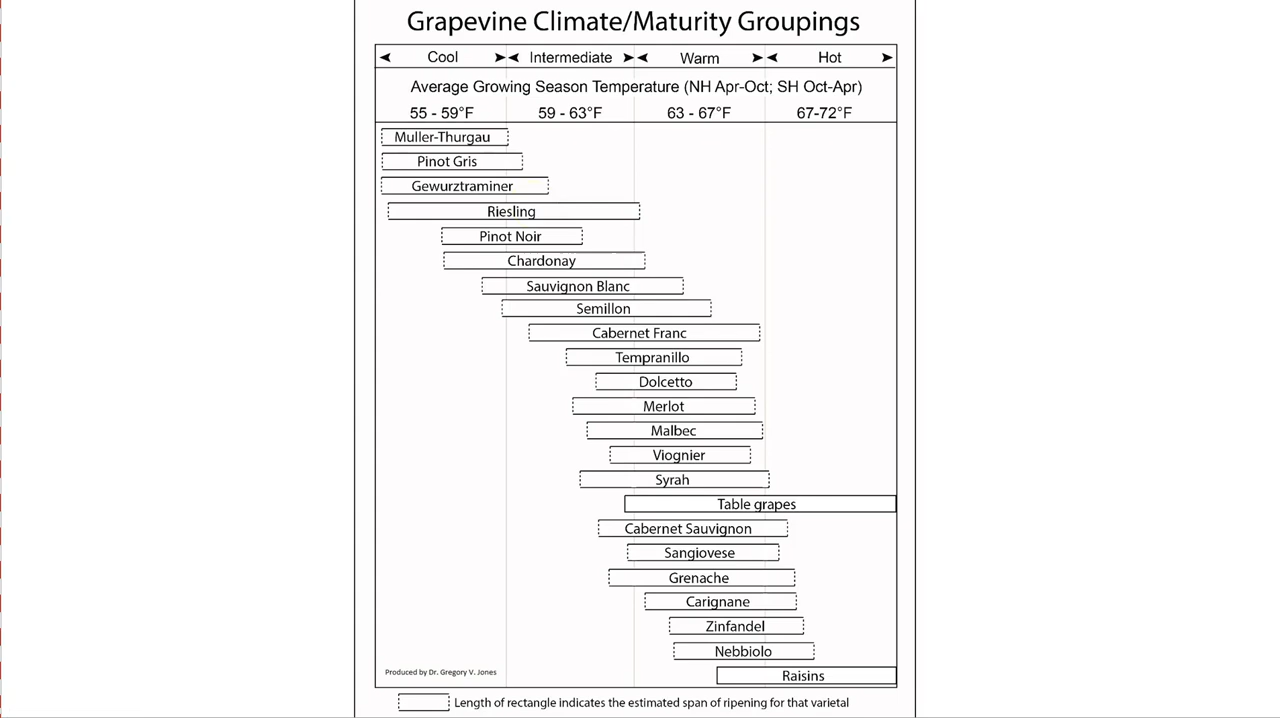 Grapevine Climate/Maturity Groupings
Cool Intermediate Warm Hot
Average Growing Season Temperature (NH Apr-Oct; SH Oct-Apr)
55 - 59°F 59 - 63°F 63 - 67°F 67-72°F
Muller-Thurgau
Pinot Gris
Gewurztraminer
Riesling
Pinot Noir
Chardonay
Sauvignon Blanc
Semillon
Cabernet Franc
Tempranillo
Dolcetto
Merlot
Malbec
Viognier
Syrah
Table grapes
Cabernet Sauvignon
Sangiovese
Grenache
Carignane
Zinfandel
Nebbiolo
Raisins
Produced by Dr. Gregory V. Jones
Length of rectangle indicates the estimated span of ripening for that varietal